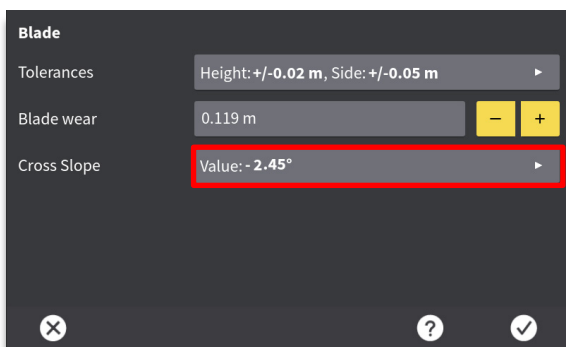 Blade
Tolerances Height: +/-0.02 m, Side: +/-0.05 m
Blade wear 0.119 m − +
Cross Slope Value: - 2.45°
?